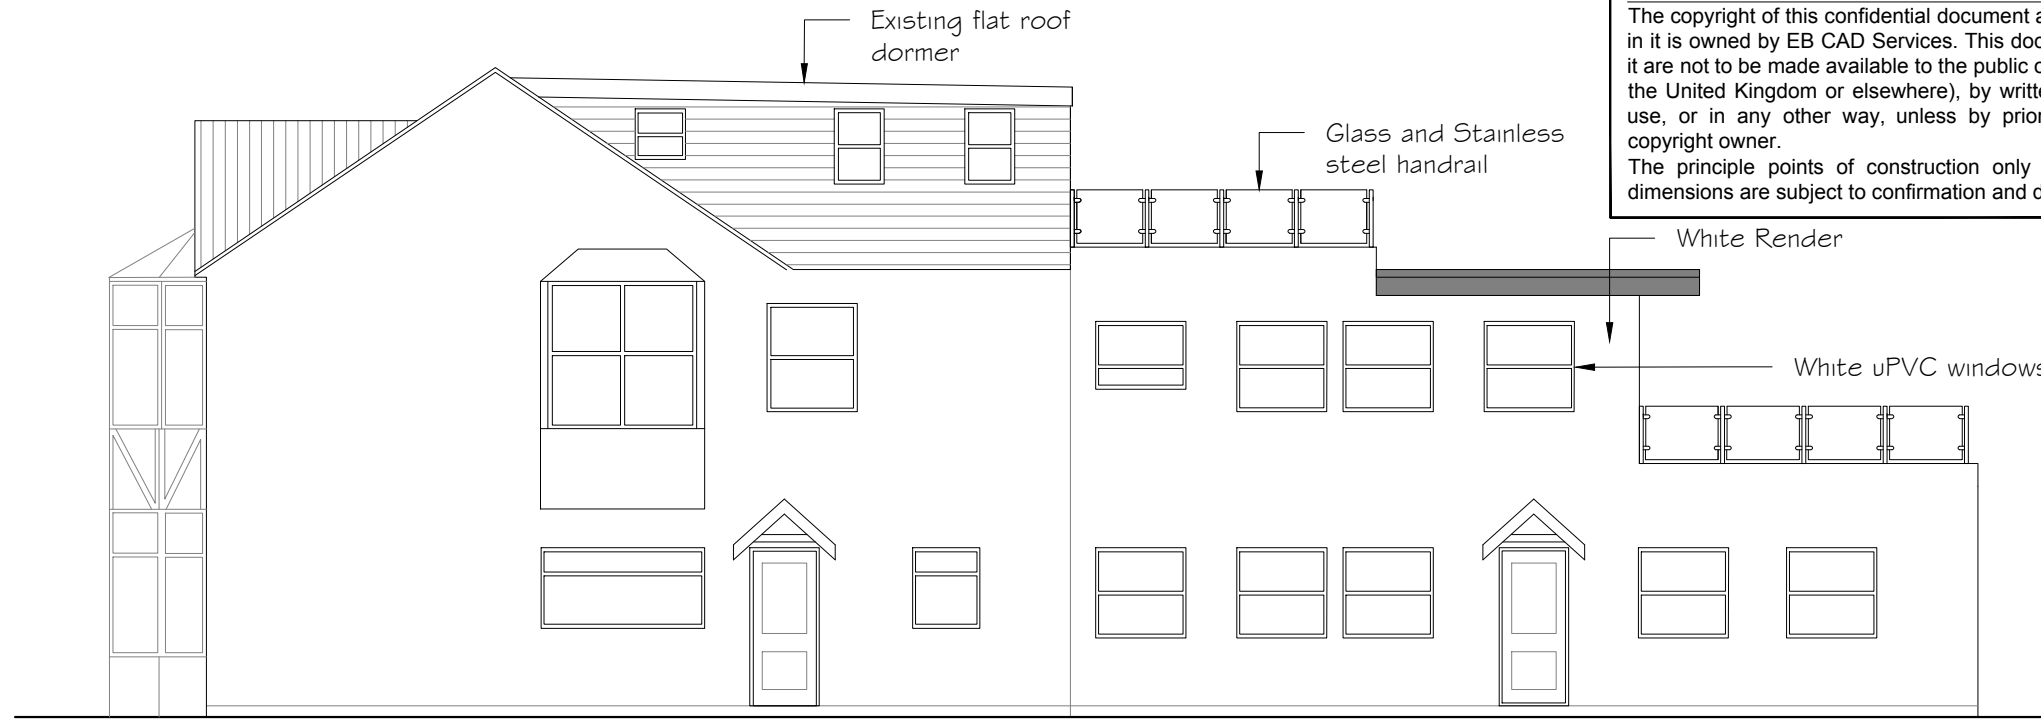 Existing flat roof
dormer
Glass and Stainless
steel handrail
White Render
White uPVC windows
The copyright of this confidential document
in it is owned by EB CAD Services. This
it are not to be made available to the public
the United Kingdom or elsewhere), by
use, or in any other way, unless by prior
copyright owner.
The principle points of construction only
dimensions are subject to confirmation and